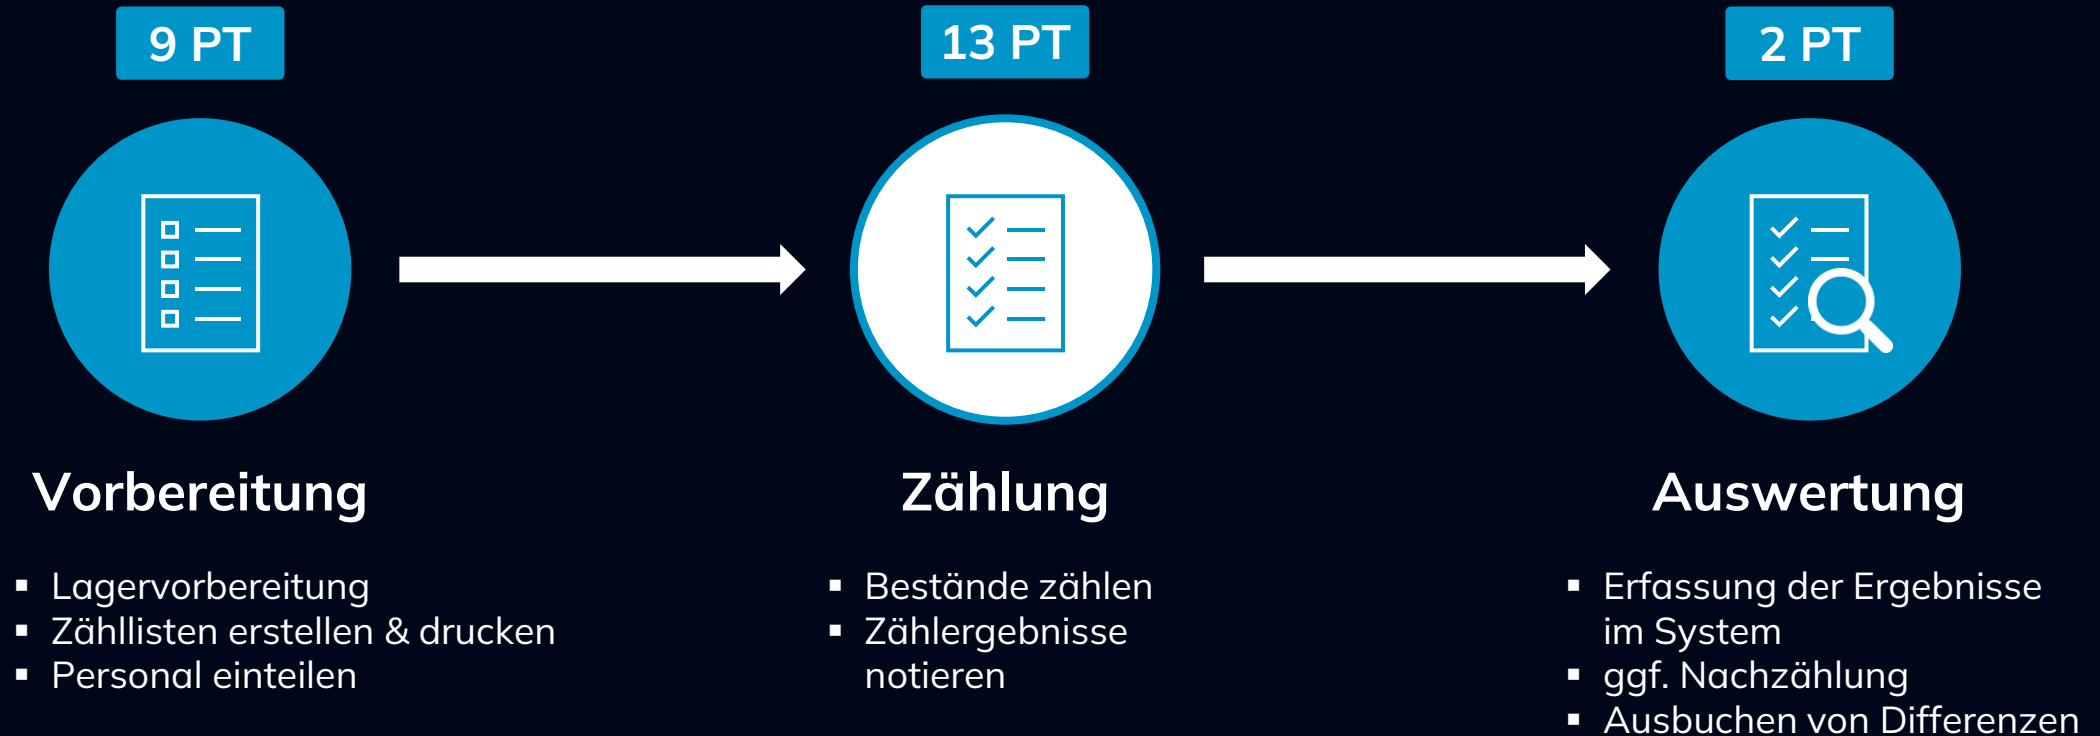 9 PT
13 PT
2 PT
Vorbereitung
▪ Lagervorbereitung
▪ Zähllisten erstellen & drucken
▪ Personal einteilen
Zählung
▪ Bestände zählen
▪ Zählergebnisse
notieren
Auswertung
▪ Erfassung der Ergebnisse
im System
▪ ggf. Nachzählung
▪ Ausbuchen von Differenzen